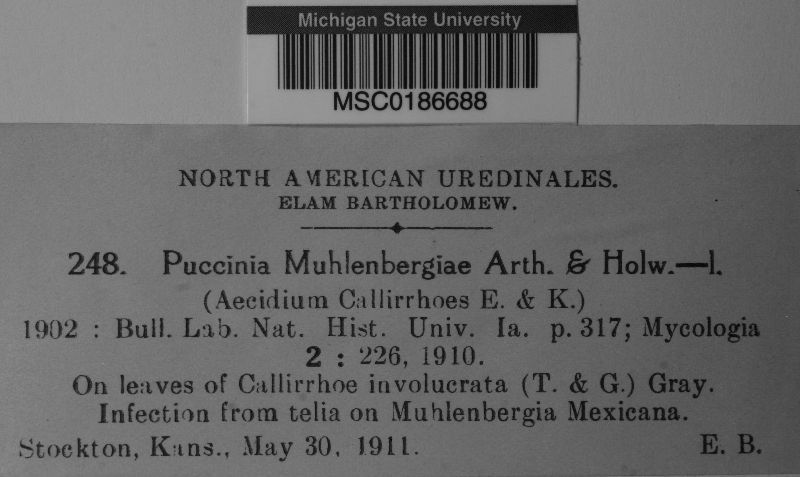 Michigan State University
MSC0186688
NORTH AMERICAN UREDINALES.
ELAM BARTHOLOMEW.
248. Puccinia Muhlenbergiae Arth. & Holw.—I.
(Aecidium Callirrhoes E. & K.)
1902 : Bull. Lab. Nat. Hist. Univ. Ia. p. 317; Mycologia
2 : 226, 1910.
On leaves of Callirrhoe involucrata (T. & G.) Gray.
Infection from telia on Muhlenbergia Mexicana.
Stockton, Kans., May 30, 1911. E. B.